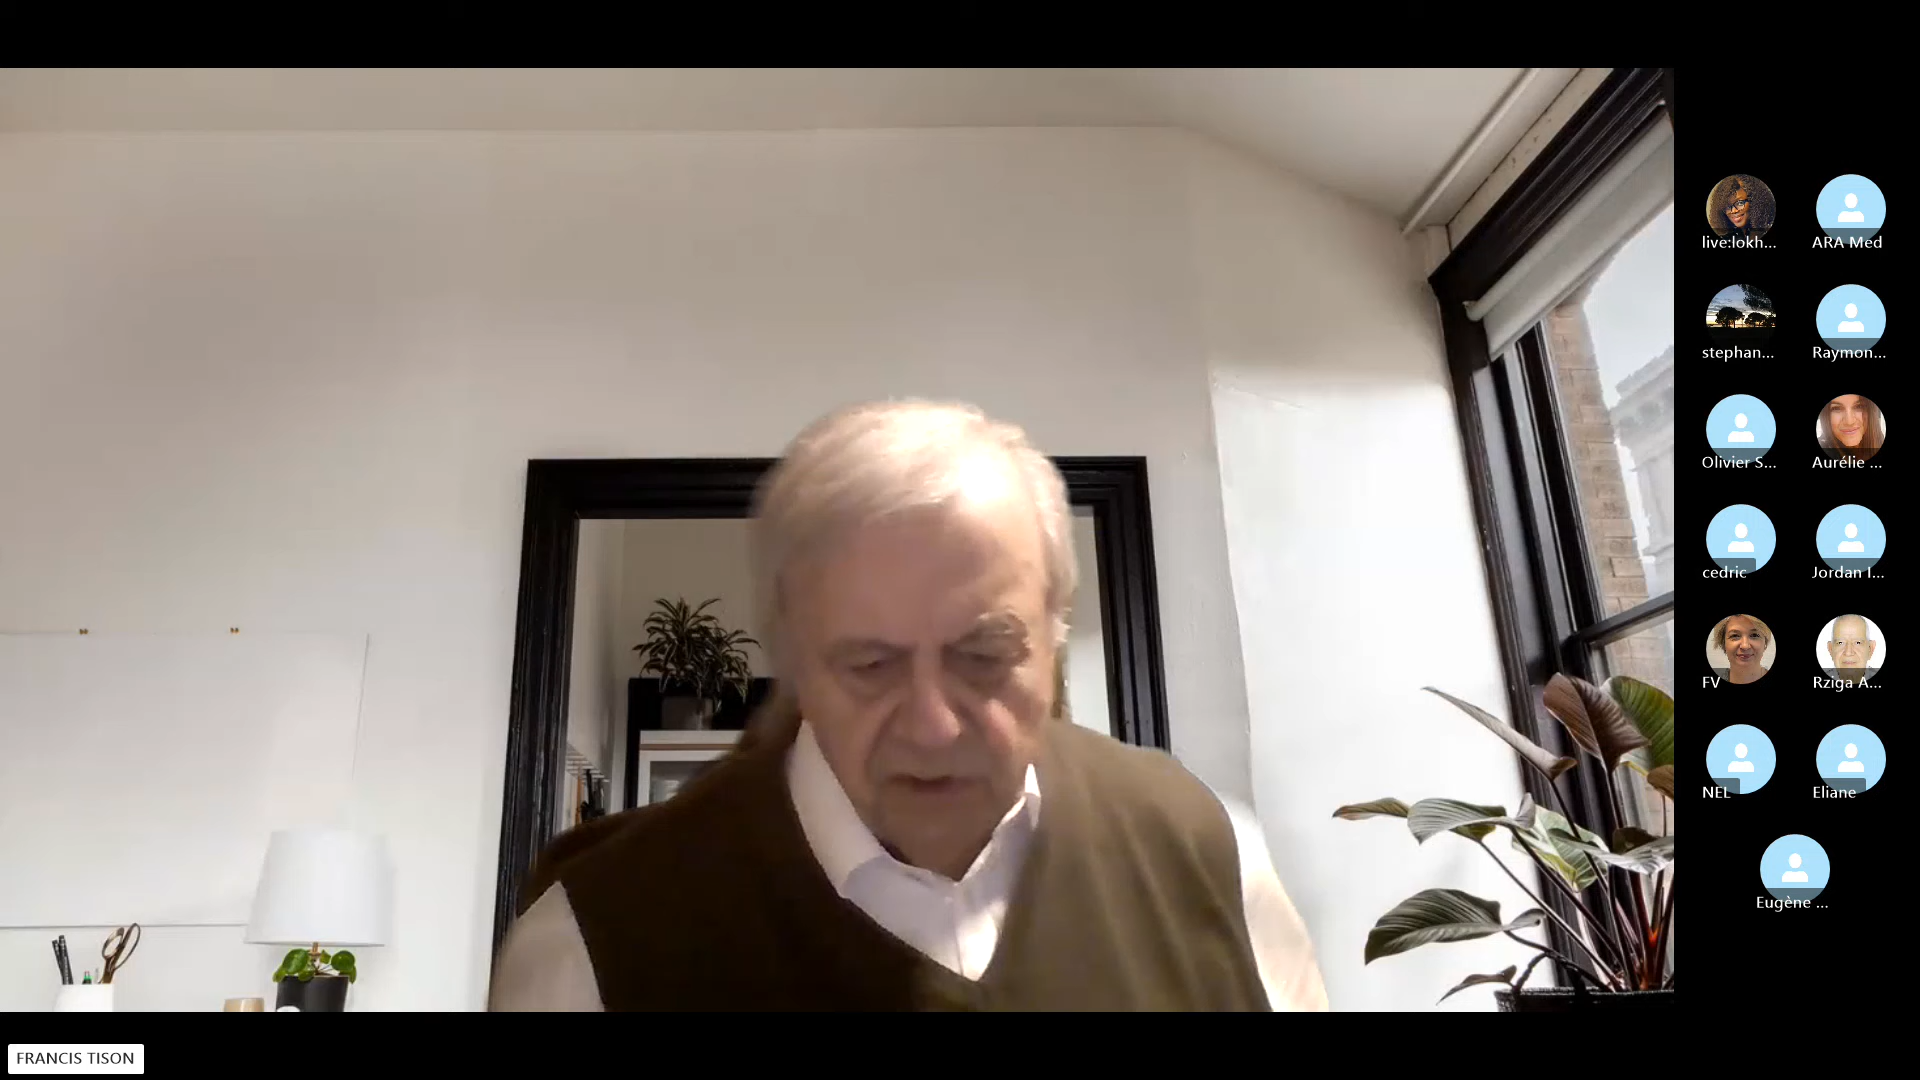 live:lokh...
ARA Med
stephan...
Raymon...
Olivier S...
Aurélie ...
cedric
Jordan I...
FV
Rziga A...
NEL
Eliane
Eugène ...
FRANCIS TISON